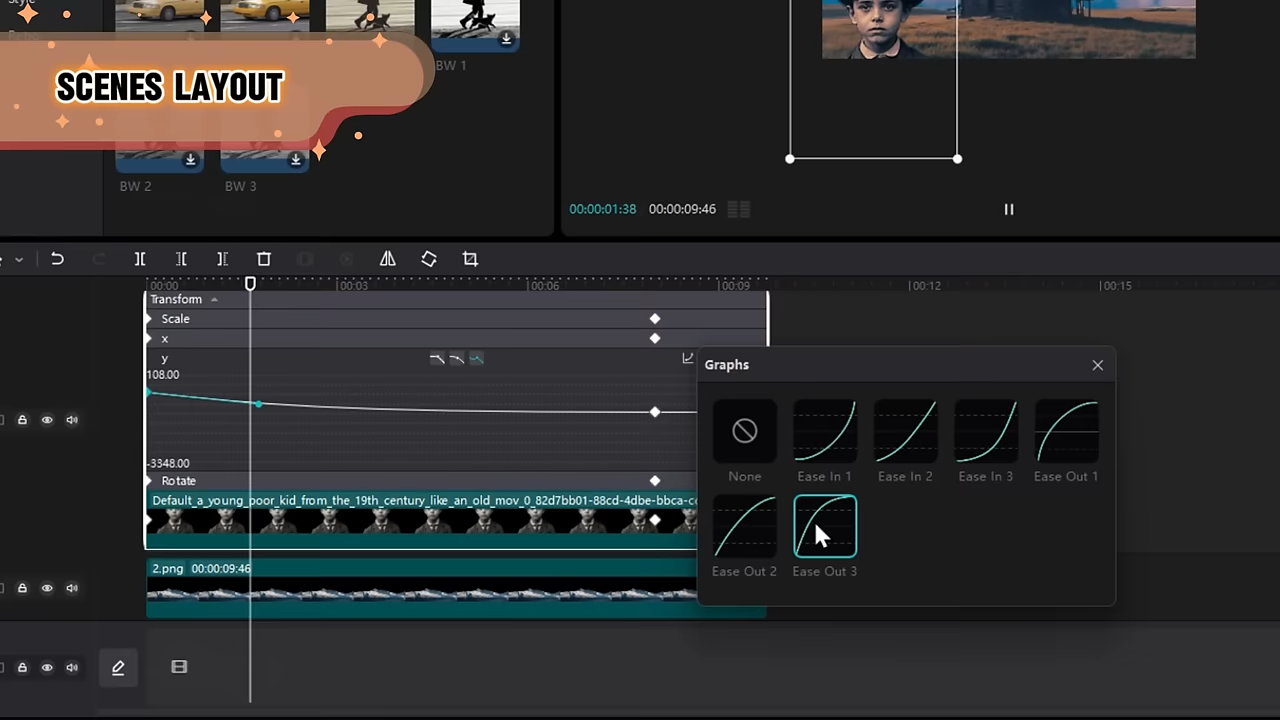 Style
SCENES LAYOUT
BW 1
BW 2
BW 3
00:00:01:38 00:00:09:46
00:00 00:03 00:06 00:09 00:12 00:15
Transform
Scale
x
y
108.00
-3348.00
Rotate
Default_a_young_poor_kid_from_the_19th_century_like_an_old_mov_0_82d7bb01-88cd-4dbe-bbca-cc
2.png 00:00:09:46
Graphs
None Ease In 1 Ease In 2 Ease In 3 Ease Out 1
Ease Out 2 Ease Out 3